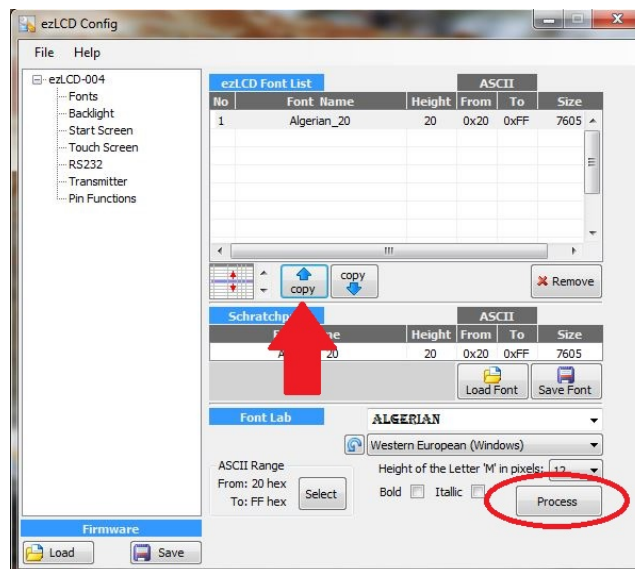 ezLCD Config
File Help
ezLCD-004
Fonts
Backlight
Start Screen
Touch Screen
RS232
Transmitter
Pin Functions
ezLCD Font List ASCII
No Font Name Height From To Size
1 Algerian_20 20 0x20 0xFF 7605
copy copy Remove
Schratchp ASCII
Height From To Size
20 20 0x20 0xFF 7605
Load Font Save Font
Font Lab ALGERIAN
Western European (Windows)
ASCII Range
Height of the Letter 'M' in pixels: 12
From: 20 hex
To: FF hex
Select
Bold Itallic
Process
Firmware
Load Save